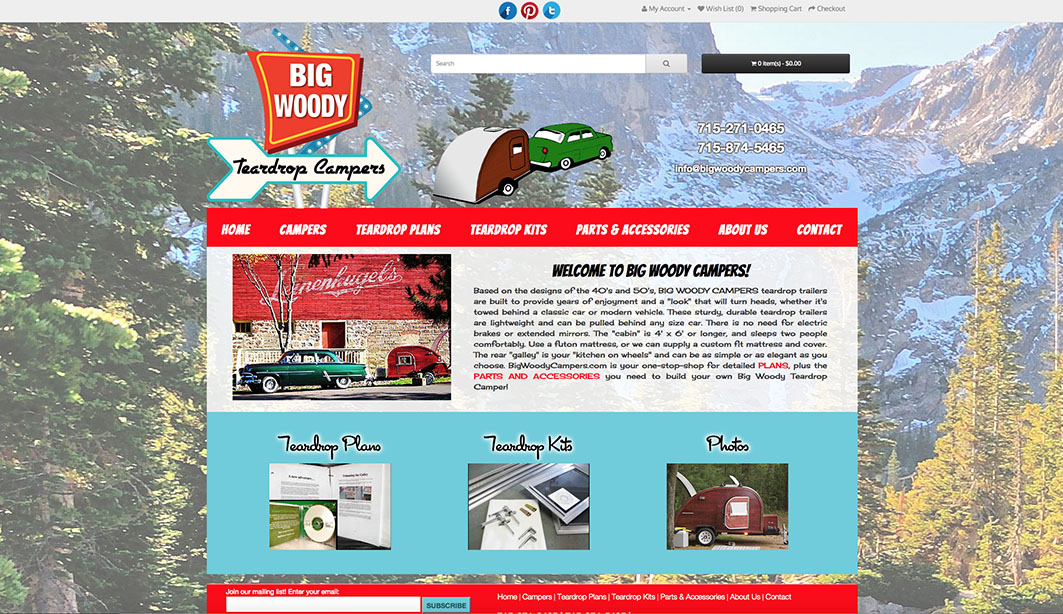 My Account
Wish List (0)
Shopping Cart
Checkout
BIG
WOODY
Teardrop Campers
Search
0 item(s) - $0.00
715-271-0465
715-874-5465
info@bigwoodycampers.com
HOME
CAMPERS
TEARDROP PLANS
TEARDROP KITS
PARTS & ACCESSORIES
ABOUT US
CONTACT
WELCOME TO BIG WOODY CAMPERS!
Based on the designs of the 40's and 50's, BIG WOODY CAMPERS teardrop trailers
are built to provide years of enjoyment and a "look" that will turn heads, whether it's
towed behind a classic car or modern vehicle. These sturdy, durable teardrop trailers
are lightweight and can be pulled behind any size car. There is no need for electric
brakes or extended mirrors. The "cabin" is 4' x 6' or longer, and sleeps two people
comfortably. Use a futon mattress, or we can supply a custom fit mattress and cover.
The rear "galley" is your "kitchen on wheels" and can be as simple or as elegant as you
choose. BigWoodyCampers.com is your one-stop-shop for detailed PLANS, plus the
PARTS AND ACCESSORIES you need to build your own Big Woody Teardrop
Camper!
Teardrop Plans
Teardrop Kits
Photos
Join our mailing list! Enter your email:
SUBSCRIBE
Home | Campers | Teardrop Plans | Teardrop Kits | Parts & Accessories | About Us | Contact